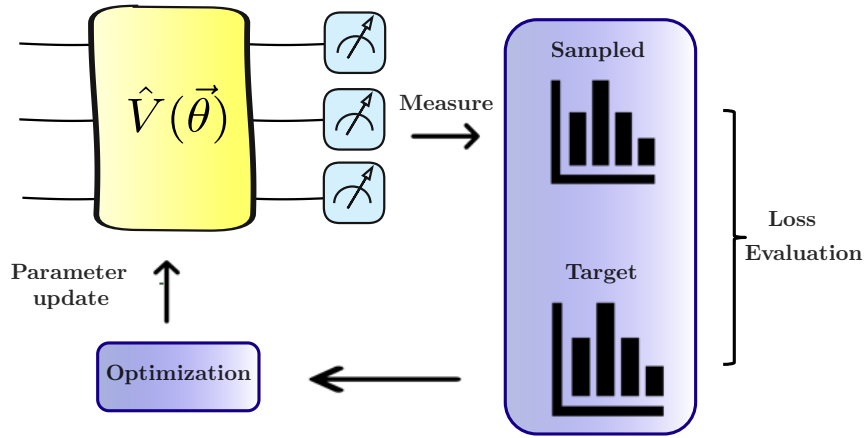 V̂(θ⃗)
Measure
Sampled
Target
Loss
Evaluation
Parameter
update
Optimization